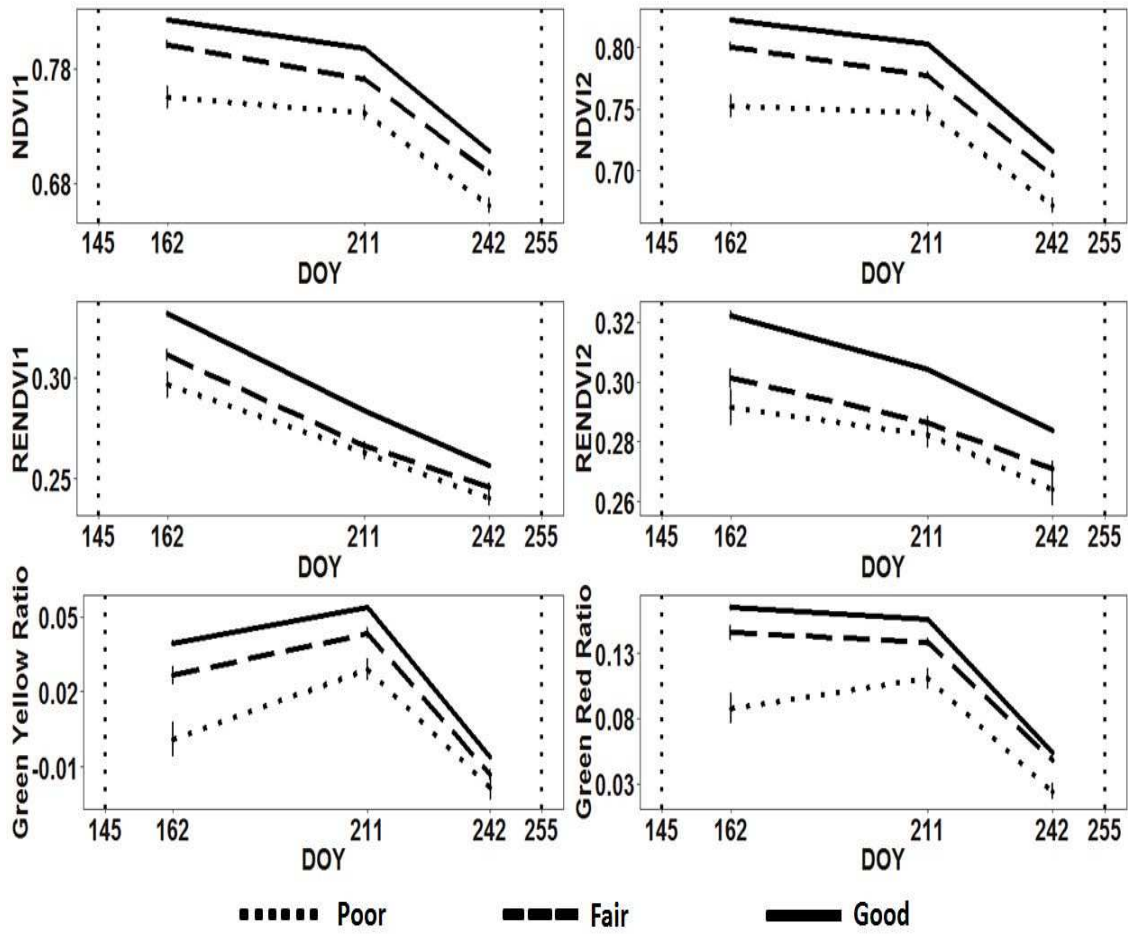 NDVI1
0.78
0.68
145 162 211 242 255
DOY
NDVI2
0.80
0.75
0.70
145 162 211 242 255
DOY
RENDVI1
0.30
0.25
145 162 211 242 255
DOY
RENDVI2
0.32
0.30
0.28
0.26
145 162 211 242 255
DOY
Green Yellow Ratio
0.05
0.02
-0.01
145 162 211 242 255
DOY
Green Red Ratio
0.13
0.08
0.03
145 162 211 242 255
DOY
Poor Fair Good